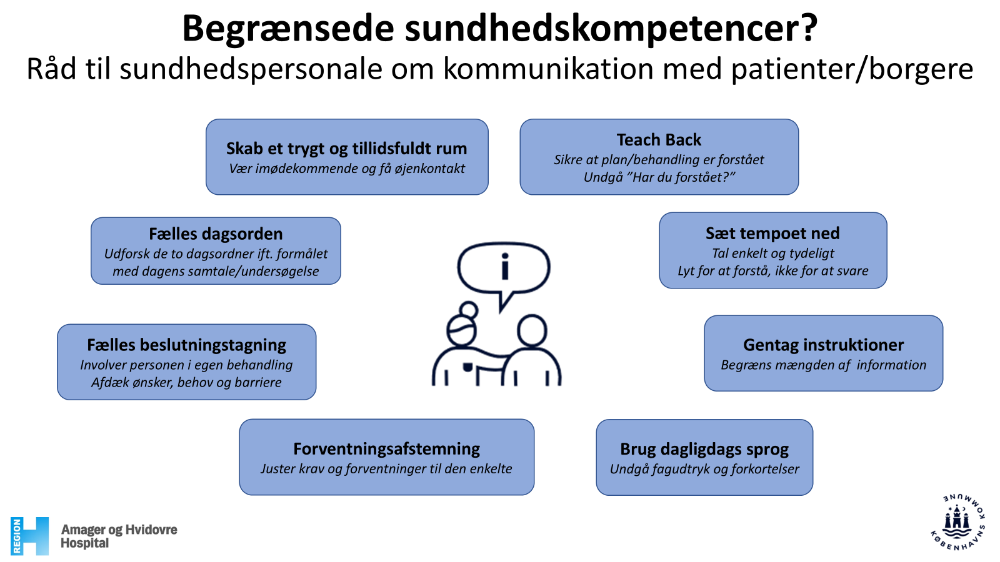 Begrænsede sundhedskompetencer?
Råd til sundhedspersonale om kommunikation med patienter/borgere
Skab et trygt og tillidsfuldt rum
Vær imødekommende og få øjenkontakt
Teach Back
Sikre at plan/behandling er forstået
Undgå ”Har du forstået?”
Fælles dagsorden
Udforsk de to dagsordner ift. formålet
med dagens samtale/undersøgelse
i
Sæt tempoet ned
Tal enkelt og tydeligt
Lyt for at forstå, ikke for at svare
Fælles beslutningstagning
Involver personen i egen behandling
Afdæk ønsker, behov og barriere
Gentag instruktioner
Begræns mængden af  information
Forventningsafstemning
Juster krav og forventninger til den enkelte
Brug dagligdags sprog
Undgå fagudtryk og forkortelser
REGION H
Amager og Hvidovre
Hospital
KØBENHAVNS KOMMUNE